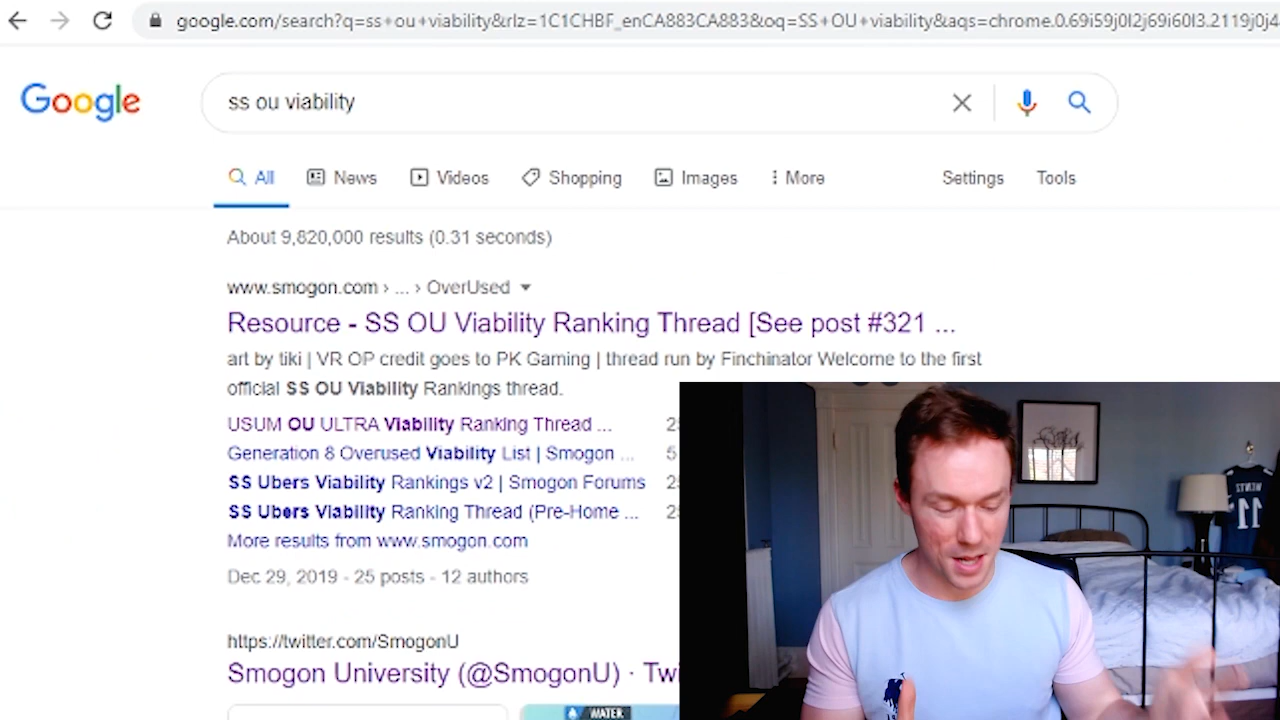 google.com/search?q=ss+ou+viability&rlz=1C1CHBF_enCA883CA883&oq=SS+OU+viability&aqs=chrome.0.69i59j0l2j69i60l3.2119j0j4
Google
ss ou viability
All News Videos Shopping Images More Settings Tools
About 9,820,000 results (0.31 seconds)
www.smogon.com › ... › OverUsed
Resource - SS OU Viability Ranking Thread [See post #321 ...
art by tiki | VR OP credit goes to PK Gaming | thread run by Finchinator Welcome to the first
official SS OU Viability Rankings thread.
USUM OU ULTRA Viability Ranking Thread ...
Generation 8 Overused Viability List | Smogon ... 5
SS Ubers Viability Rankings v2 | Smogon Forums
SS Ubers Viability Ranking Thread (Pre-Home ...
More results from www.smogon.com
Dec 29, 2019 - 25 posts - 12 authors
https://twitter.com/SmogonU
Smogon University (@SmogonU) · Twi
WATER
WENTZ
11